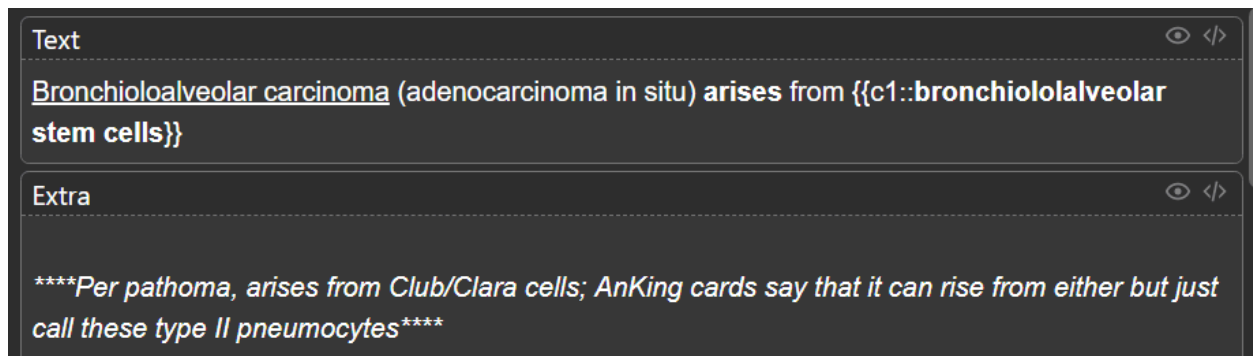 Text
Bronchioloalveolar carcinoma (adenocarcinoma in situ) arises from {{c1::bronchiololalveolar
stem cells}}
Extra
****Per pathoma, arises from Club/Clara cells; AnKing cards say that it can rise from either but just
call these type II pneumocytes****